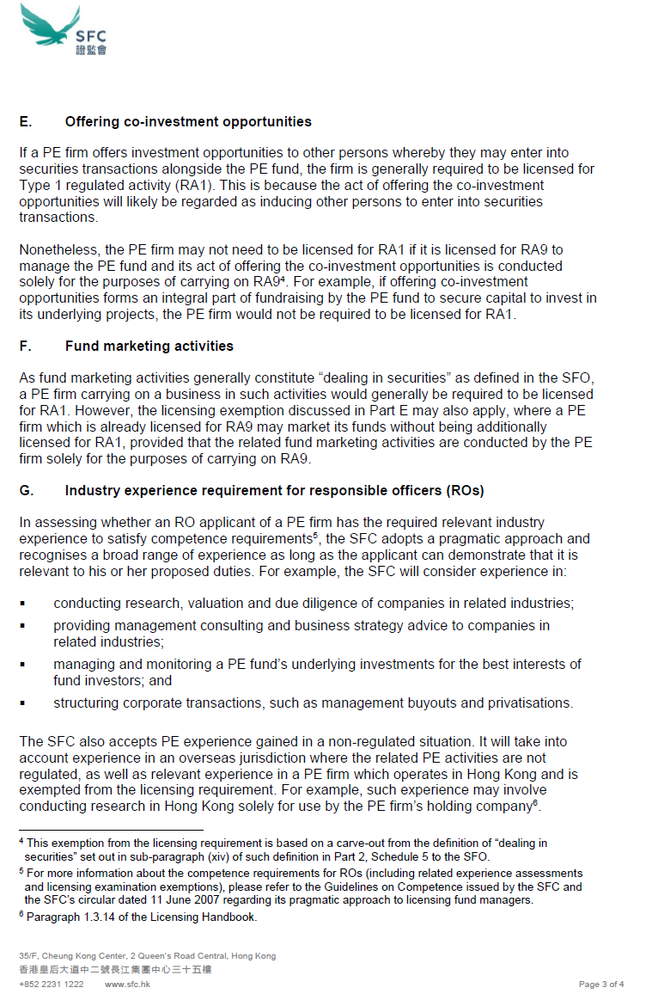 SFC
證監會
E. Offering co-investment opportunities
If a PE firm offers investment opportunities to other persons whereby they may enter into
securities transactions alongside the PE fund, the firm is generally required to be licensed for
Type 1 regulated activity (RA1). This is because the act of offering the co-investment
opportunities will likely be regarded as inducing other persons to enter into securities
transactions.
Nonetheless, the PE firm may not need to be licensed for RA1 if it is licensed for RA9 to
manage the PE fund and its act of offering the co-investment opportunities is conducted
solely for the purposes of carrying on RA9⁴. For example, if offering co-investment
opportunities forms an integral part of fundraising by the PE fund to secure capital to invest in
its underlying projects, the PE firm would not be required to be licensed for RA1.
F. Fund marketing activities
As fund marketing activities generally constitute “dealing in securities” as defined in the SFO,
a PE firm carrying on a business in such activities would generally be required to be licensed
for RA1. However, the licensing exemption discussed in Part E may also apply, where a PE
firm which is already licensed for RA9 may market its funds without being additionally
licensed for RA1, provided that the related fund marketing activities are conducted by the PE
firm solely for the purposes of carrying on RA9.
G. Industry experience requirement for responsible officers (ROs)
In assessing whether an RO applicant of a PE firm has the required relevant industry
experience to satisfy competence requirements⁵, the SFC adopts a pragmatic approach and
recognises a broad range of experience as long as the applicant can demonstrate that it is
relevant to his or her proposed duties. For example, the SFC will consider experience in:
▪ conducting research, valuation and due diligence of companies in related industries;
▪ providing management consulting and business strategy advice to companies in
related industries;
▪ managing and monitoring a PE fund’s underlying investments for the best interests of
fund investors; and
▪ structuring corporate transactions, such as management buyouts and privatisations.
The SFC also accepts PE experience gained in a non-regulated situation. It will take into
account experience in an overseas jurisdiction where the related PE activities are not
regulated, as well as relevant experience in a PE firm which operates in Hong Kong and is
exempted from the licensing requirement. For example, such experience may involve
conducting research in Hong Kong solely for use by the PE firm’s holding company⁶.
⁴ This exemption from the licensing requirement is based on a carve-out from the definition of “dealing in
securities” set out in sub-paragraph (xiv) of such definition in Part 2, Schedule 5 to the SFO.
⁵ For more information about the competence requirements for ROs (including related experience assessments
and licensing examination exemptions), please refer to the Guidelines on Competence issued by the SFC and
the SFC’s circular dated 11 June 2007 regarding its pragmatic approach to licensing fund managers.
⁶ Paragraph 1.3.14 of the Licensing Handbook.
35/F, Cheung Kong Center, 2 Queen's Road Central, Hong Kong
香港皇后大道中二號長江集團中心三十五樓
+852 2231 1222 www.sfc.hk Page 3 of 4